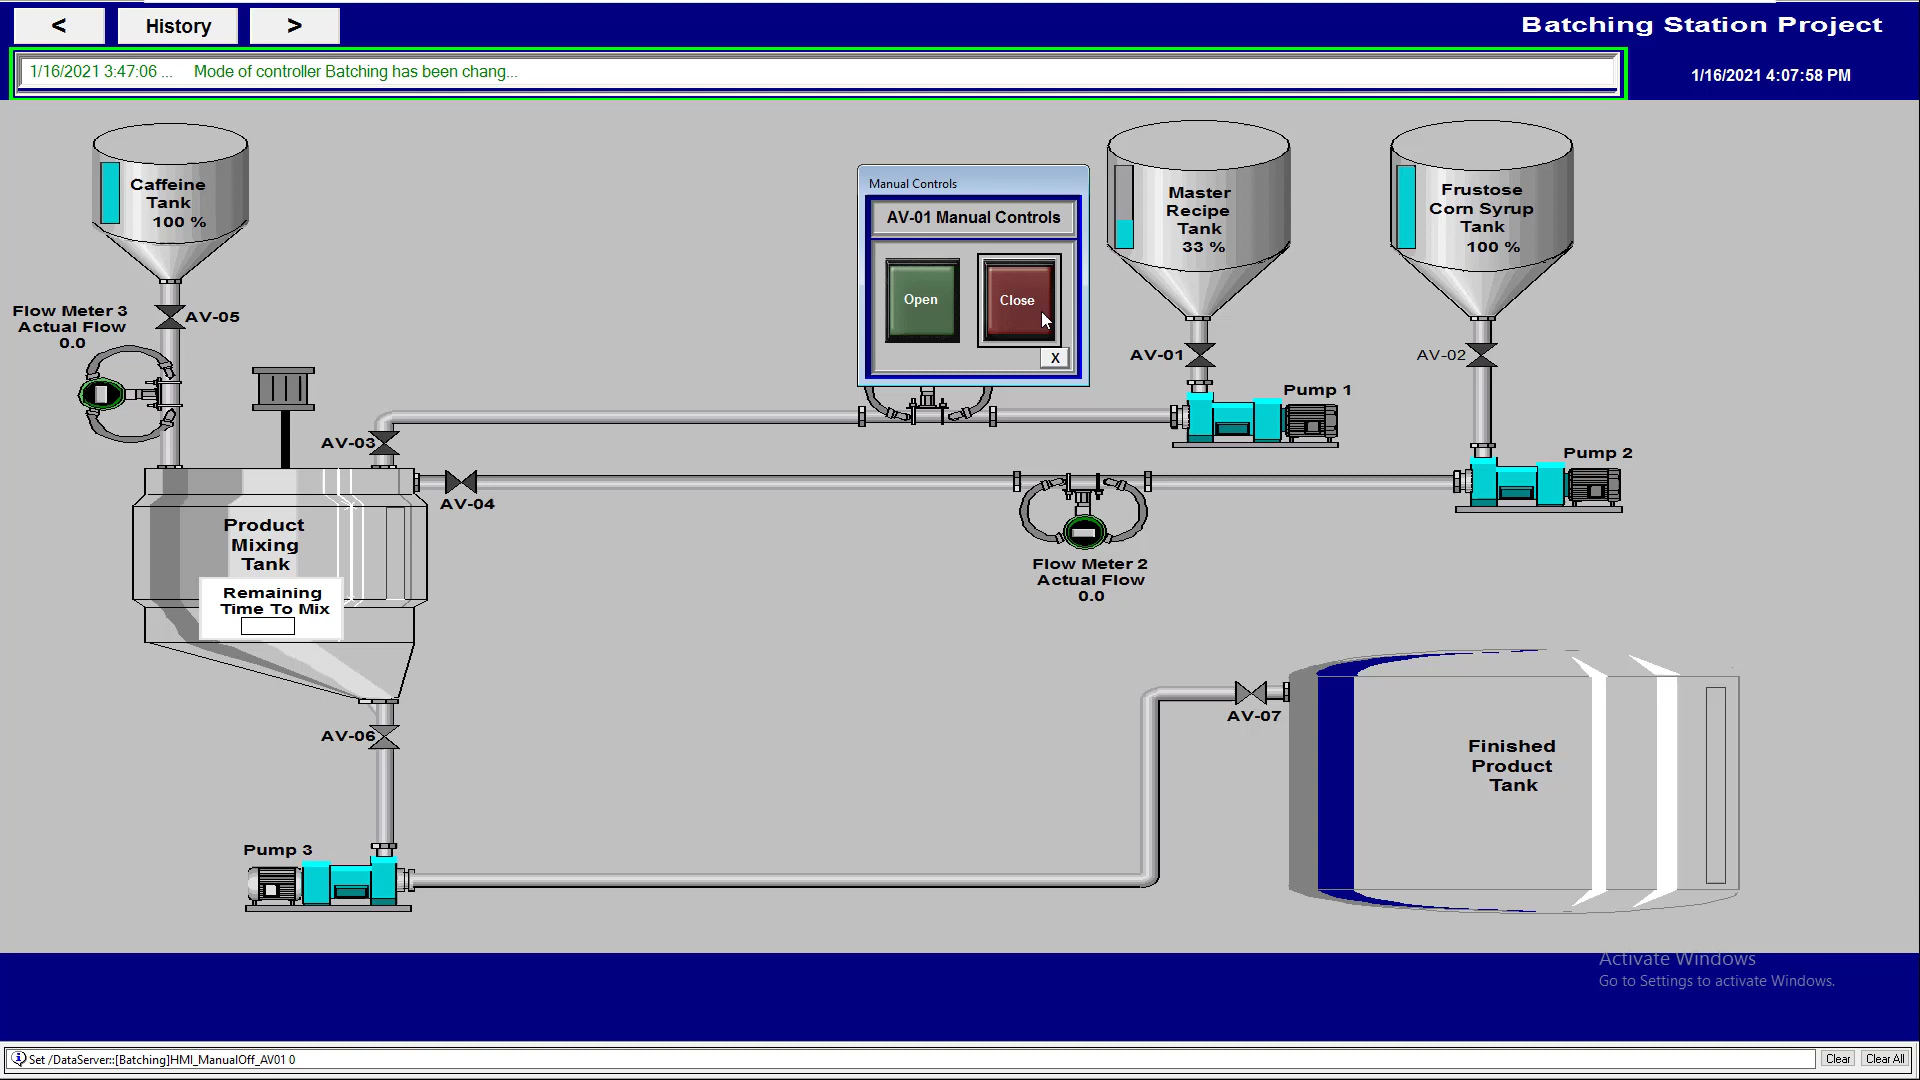 <
History
>
Batching Station Project
1/16/2021 3:47:06 ...
Mode of controller Batching has been chang...
1/16/2021 4:07:58 PM
Caffeine
Tank
100 %
Manual Controls
AV-01 Manual Controls
Open
Close
X
Master
Recipe
Tank
33 %
Frustose
Corn Syrup
Tank
100 %
Flow Meter 3
Actual Flow
0.0
AV-05
AV-01
AV-02
Pump 1
AV-03
Pump 2
AV-04
Product
Mixing
Tank
Remaining
Time To Mix
Flow Meter 2
Actual Flow
0.0
AV-07
AV-06
Finished
Product
Tank
Pump 3
Activate Windows
Go to Settings to activate Windows.
Set /DataServer::[Batching]HMI_ManualOff_AV01 0
Clear
Clear All